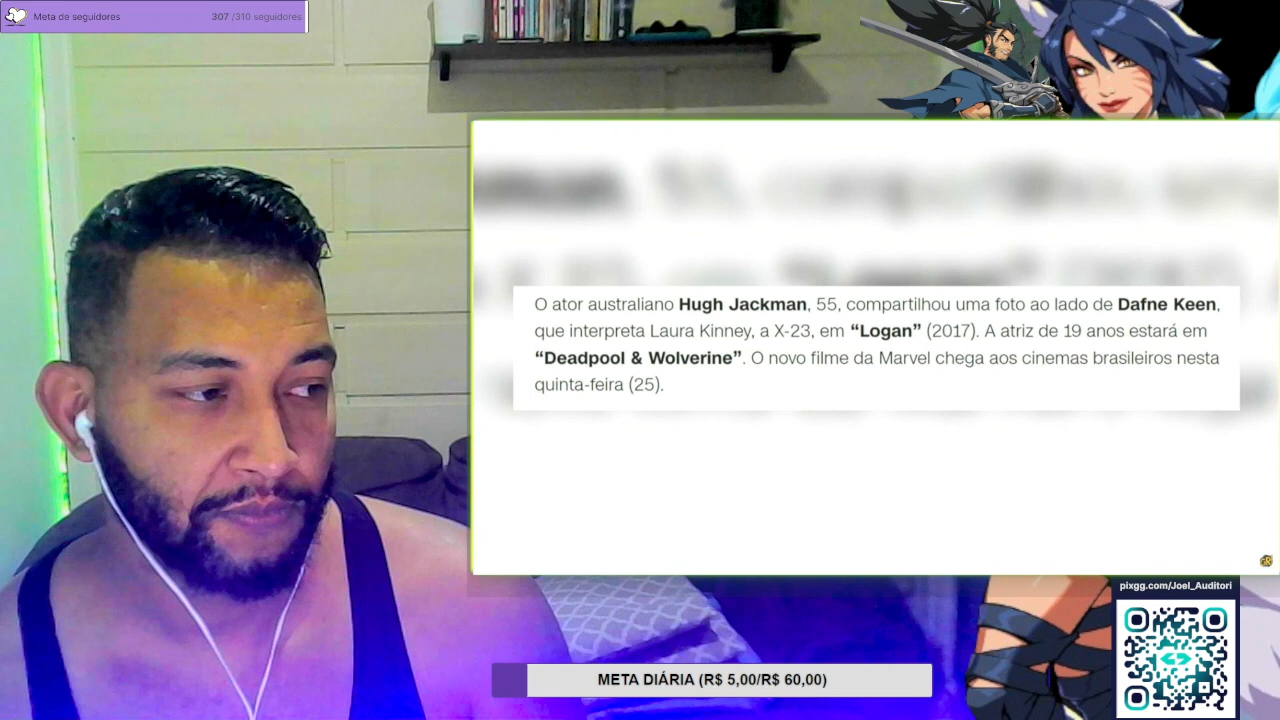 Meta de seguidores
307 /310 seguidores
O ator australiano Hugh Jackman, 55, compartilhou uma foto ao lado de Dafne Keen,
que interpreta Laura Kinney, a X-23, em “Logan” (2017). A atriz de 19 anos estará em
“Deadpool & Wolverine”. O novo filme da Marvel chega aos cinemas brasileiros nesta
quinta-feira (25).
pixgg.com/Joel_Auditori
META DIÁRIA (R$ 5,00/R$ 60,00)